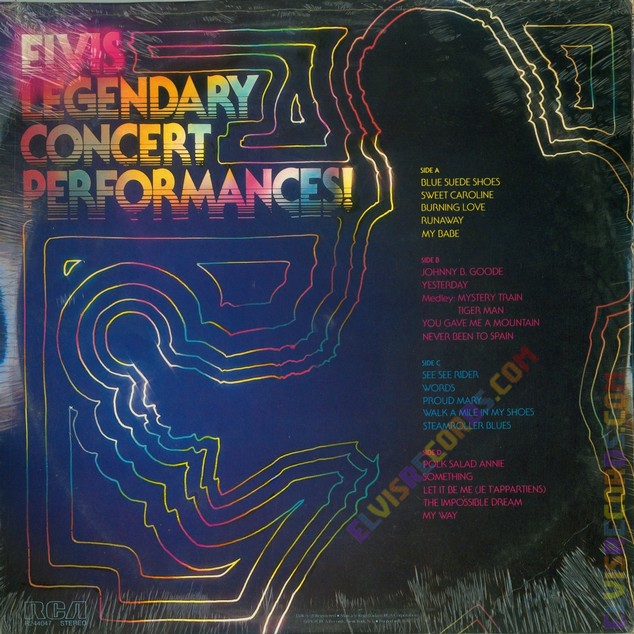 ELVIS
LEGENDARY
CONCERT
PERFORMANCES!
SIDE A
BLUE SUEDE SHOES
SWEET CAROLINE
BURNING LOVE
RUNAWAY
MY BABE
SIDE B
JOHNNY B. GOODE
YESTERDAY
Medley: MYSTERY TRAIN
TIGER MAN
YOU GAVE ME A MOUNTAIN
NEVER BEEN TO SPAIN
SIDE C
SEE SEE RIDER
WORDS
PROUD MARY
WALK A MILE IN MY SHOES
STEAMROLLER BLUES
SIDE D
POLK SALAD ANNIE
SOMETHING
LET IT BE ME (JE T'APPARTIENS)
THE IMPOSSIBLE DREAM
MY WAY
RCA
R244047 STEREO
ELVISRECORDS.COM
ELVISRECORDS.COM